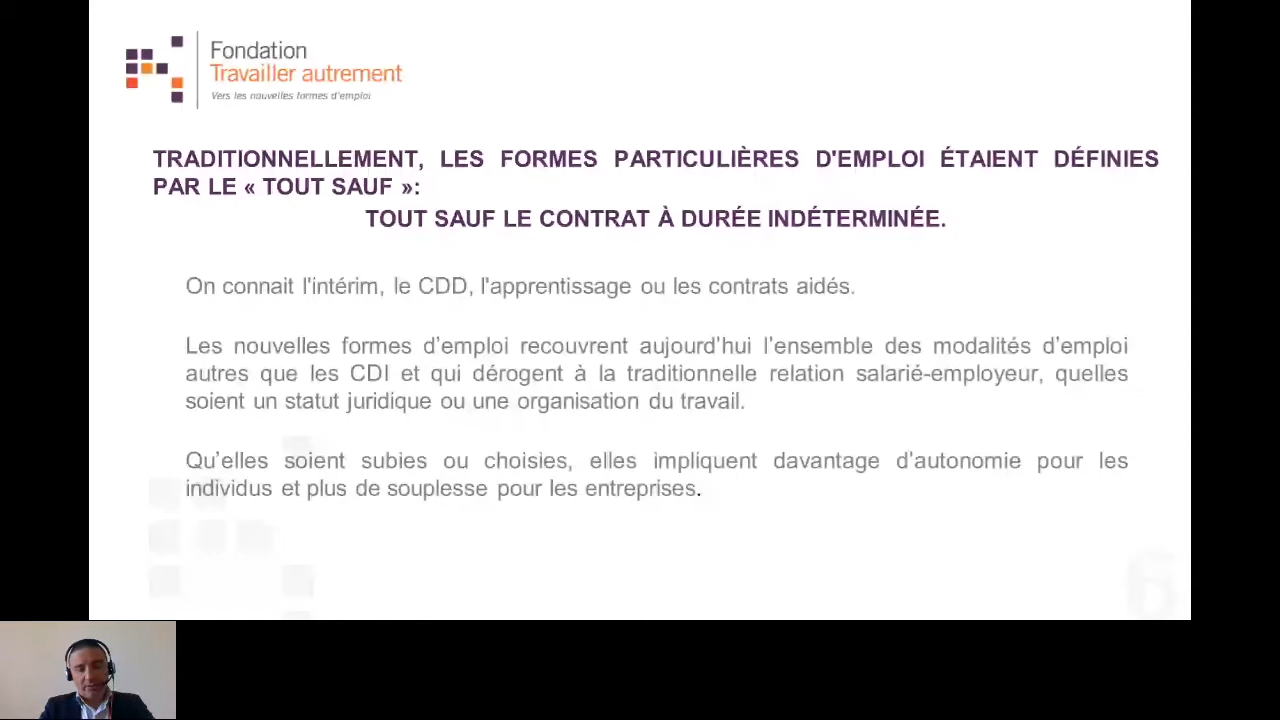 Fondation
Travailler autrement
Vers les nouvelles formes d'emploi
TRADITIONNELLEMENT, LES FORMES PARTICULIÈRES D'EMPLOI ÉTAIENT DÉFINIES
PAR LE « TOUT SAUF »:
TOUT SAUF LE CONTRAT À DURÉE INDÉTERMINÉE.
On connait l'intérim, le CDD, l'apprentissage ou les contrats aidés.
Les nouvelles formes d’emploi recouvrent aujourd’hui l’ensemble des modalités d’emploi
autres que les CDI et qui dérogent à la traditionnelle relation salarié-employeur, quelles
soient un statut juridique ou une organisation du travail.
Qu’elles soient subies ou choisies, elles impliquent davantage d’autonomie pour les
individus et plus de souplesse pour les entreprises.
6